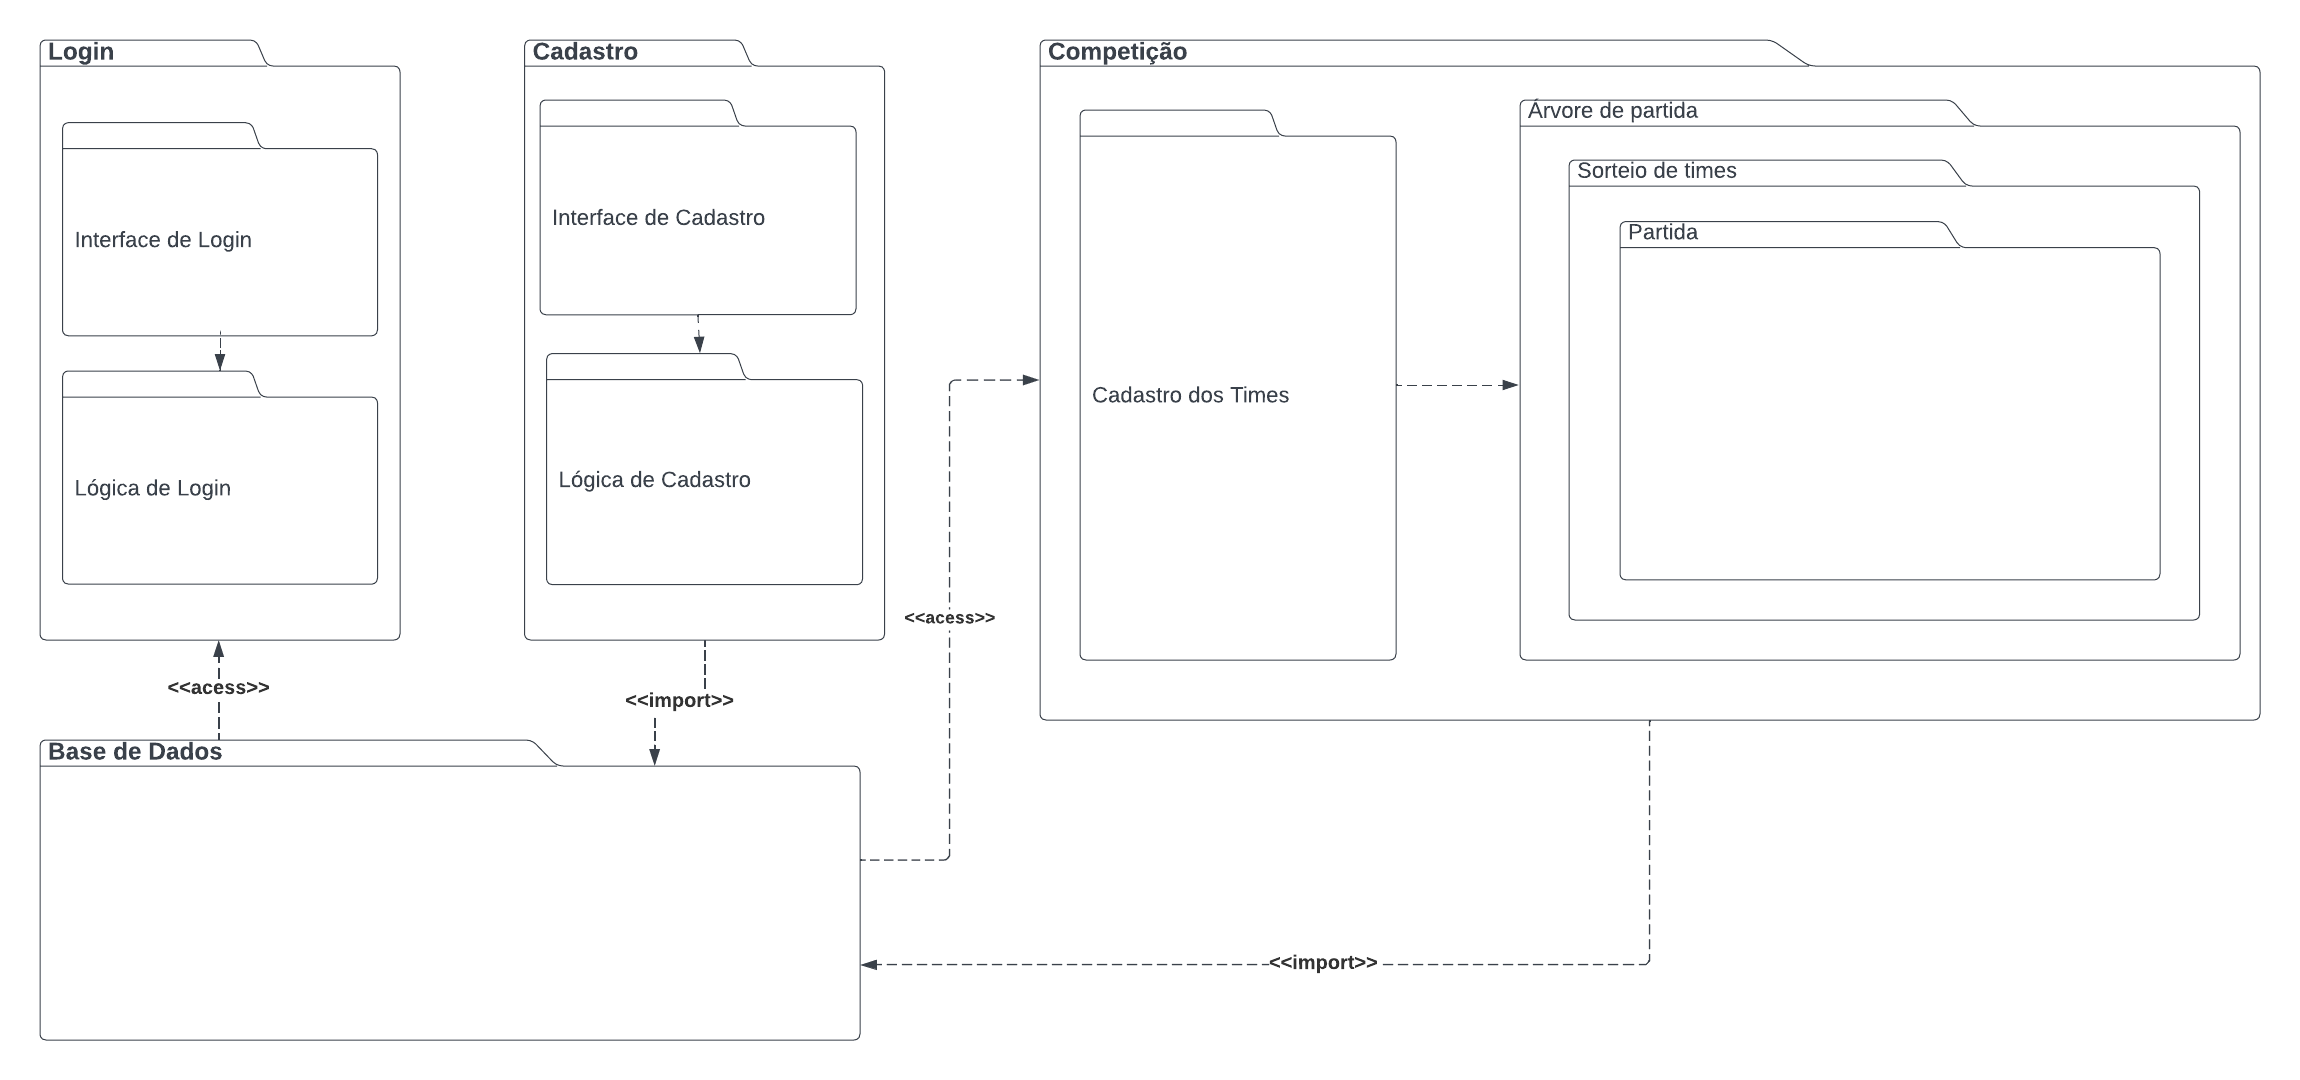 Login
Interface de Login
Lógica de Login
Cadastro
Interface de Cadastro
Lógica de Cadastro
Competição
Cadastro dos Times
Árvore de partida
Sorteio de times
Partida
<<acess>>
<<import>>
<<acess>>
Base de Dados
<<import>>